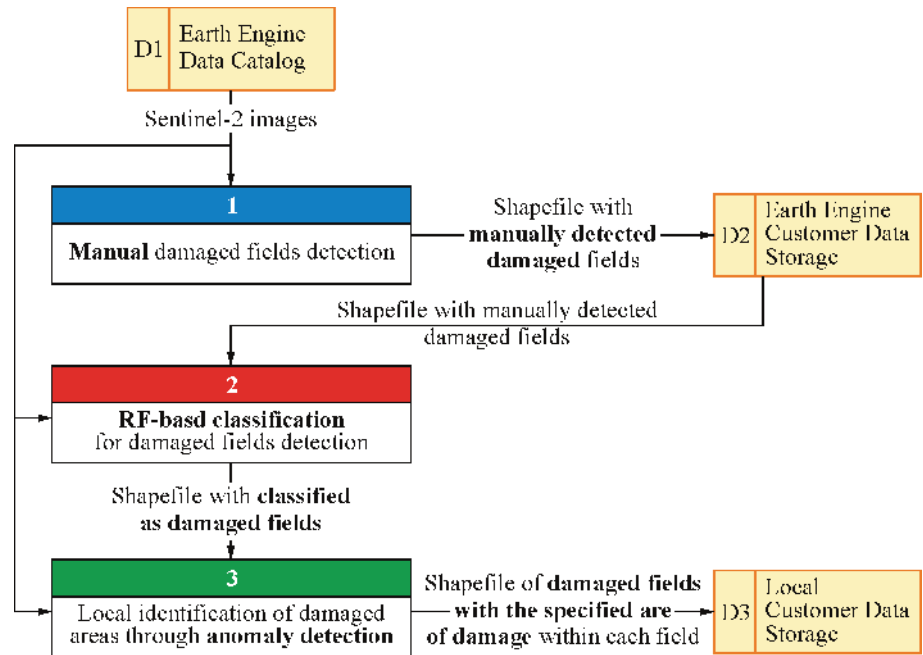 D1
Earth Engine
Data Catalog
Sentinel-2 images
1
Manual damaged fields detection
Shapefile with
manually detected
damaged fields
D2
Earth Engine
Customer Data
Storage
Shapefile with manually detected
damaged fields
2
RF-basd classification
for damaged fields detection
Shapefile with classified
as damaged fields
3
Local identification of damaged
areas through anomaly detection
Shapefile of damaged fields
with the specified are
of damage within each field
D3
Local
Customer Data
Storage